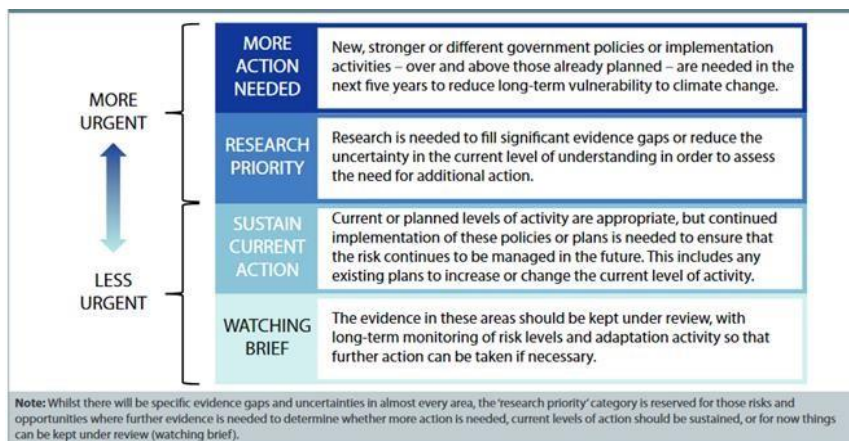 MORE
URGENT
LESS
URGENT
MORE
ACTION
NEEDED
New, stronger or different government policies or implementation
activities – over and above those already planned – are needed in the
next five years to reduce long-term vulnerability to climate change.
RESEARCH
PRIORITY
Research is needed to fill significant evidence gaps or reduce the
uncertainty in the current level of understanding in order to assess
the need for additional action.
SUSTAIN
CURRENT
ACTION
Current or planned levels of activity are appropriate, but continued
implementation of these policies or plans is needed to ensure that
the risk continues to be managed in the future. This includes any
existing plans to increase or change the current level of activity.
WATCHING
BRIEF
The evidence in these areas should be kept under review, with
long-term monitoring of risk levels and adaptation activity so that
further action can be taken if necessary.
Note: Whilst there will be specific evidence gaps and uncertainties in almost every area, the 'research priority' category is reserved for those risks and
opportunities where further evidence is needed to determine whether more action is needed, current levels of action should be sustained, or for now things
can be kept under review (watching brief).